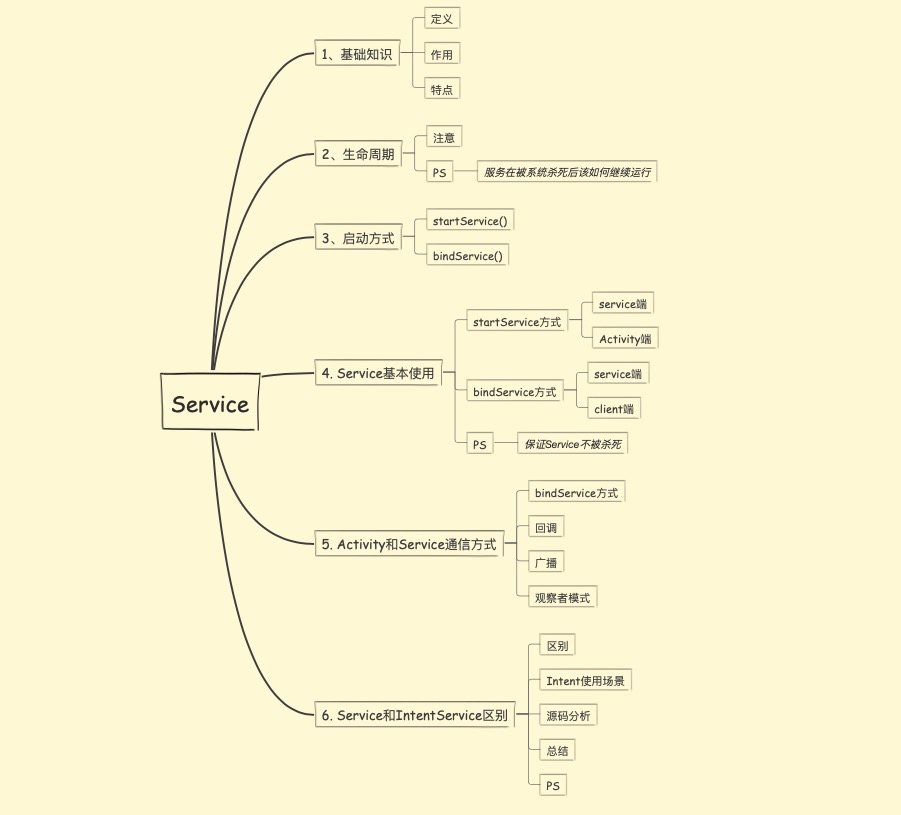 Service
1、基础知识
定义
作用
特点
2、生命周期
注意
PS
服务在被系统杀死后该如何继续运行
3、启动方式
startService()
bindService()
4. Service基本使用
startService方式
service端
Activity端
bindService方式
service端
client端
PS
保证Service不被杀死
5. Activity和Service通信方式
bindService方式
回调
广播
观察者模式
6. Service和IntentService区别
区别
Intent使用场景
源码分析
总结
PS